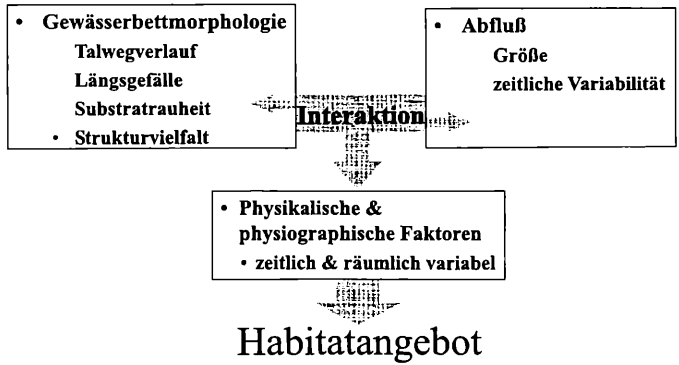 • Gewässerbettmorphologie
Talwegverlauf
Längsgefälle
Substratrauheit
• Strukturvielfalt
• Abfluß
Größe
zeitliche Variabilität
Interaktion
• Physikalische &
physiographische Faktoren
• zeitlich & räumlich variabel
Habitatangebot